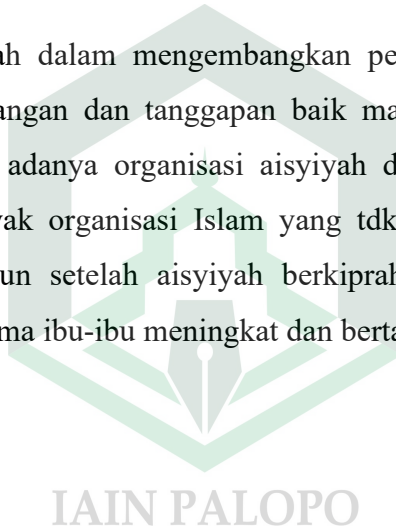 ah dalam mengembangkan pe
angan dan tanggapan baik ma
adanya organisasi aisyiyah d
yak organisasi Islam yang tdk
un setelah aisyiyah berkiprah
ma ibu-ibu meningkat dan berta
IAIN PALOPO